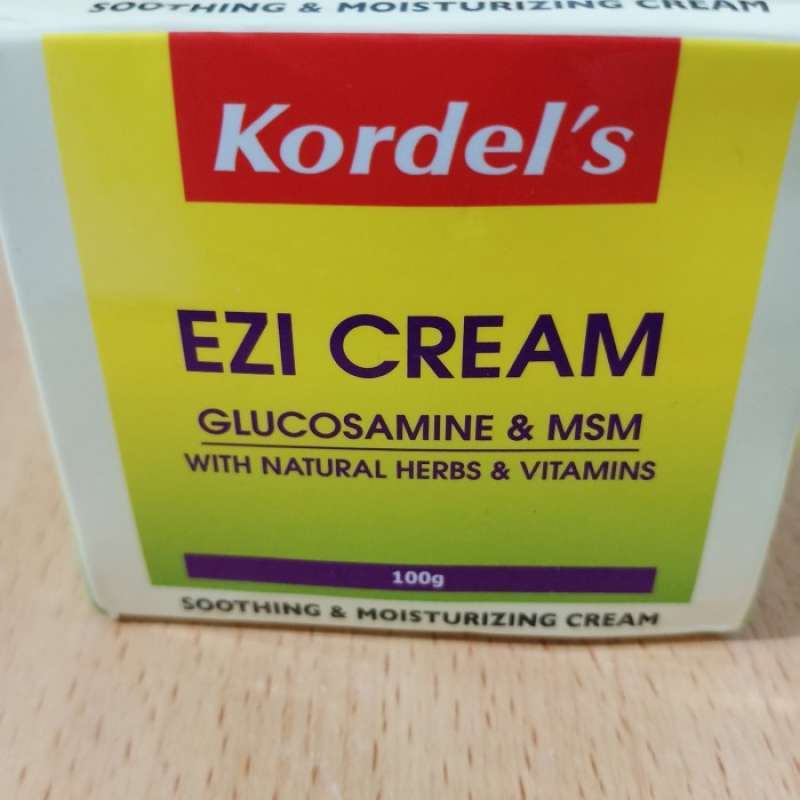 SOOTHING & MOISTURIZING CREAM
Kordel's
EZI CREAM
GLUCOSAMINE & MSM
WITH NATURAL HERBS & VITAMINS
100g
SOOTHING & MOISTURIZING CREAM